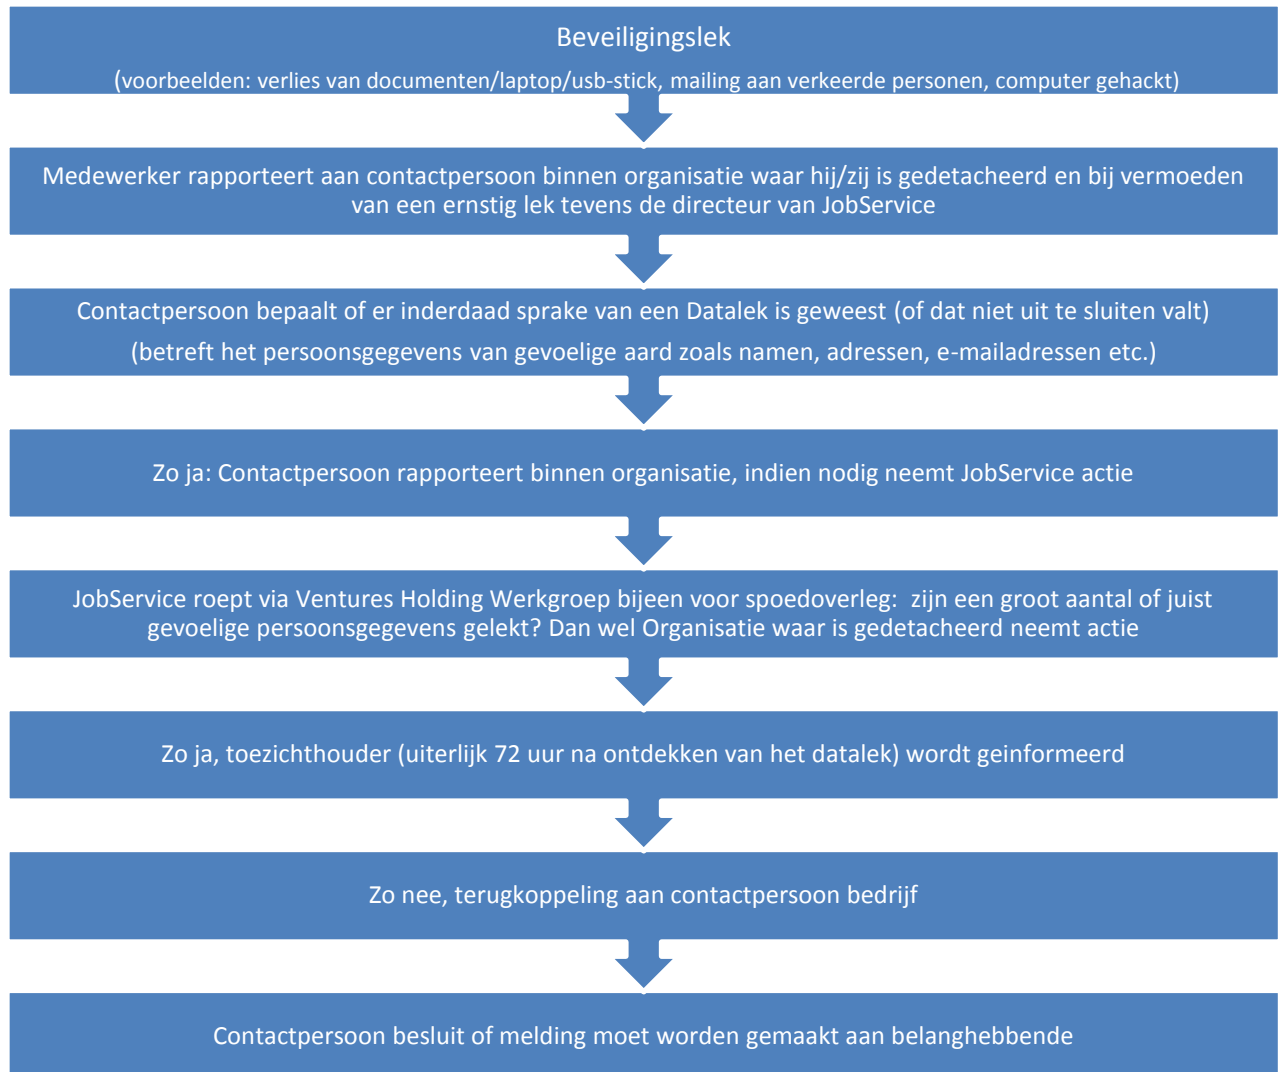 Beveiligingslek
(voorbeelden: verlies van documenten/laptop/usb-stick, mailing aan verkeerde personen, computer gehackt)
Medewerker rapporteert aan contactpersoon binnen organisatie waar hij/zij is gedetacheerd en bij vermoeden
van een ernstig lek tevens de directeur van JobService
Contactpersoon bepaalt of er inderdaad sprake van een Datalek is geweest (of dat niet uit te sluiten valt)
(betreft het persoonsgegevens van gevoelige aard zoals namen, adressen, e-mailadressen etc.)
Zo ja: Contactpersoon rapporteert binnen organisatie, indien nodig neemt JobService actie
JobService roept via Ventures Holding Werkgroep bijeen voor spoedoverleg:  zijn een groot aantal of juist
gevoelige persoonsgegevens gelekt? Dan wel Organisatie waar is gedetacheerd neemt actie
Zo ja, toezichthouder (uiterlijk 72 uur na ontdekken van het datalek) wordt geinformeerd
Zo nee, terugkoppeling aan contactpersoon bedrijf
Contactpersoon besluit of melding moet worden gemaakt aan belanghebbende